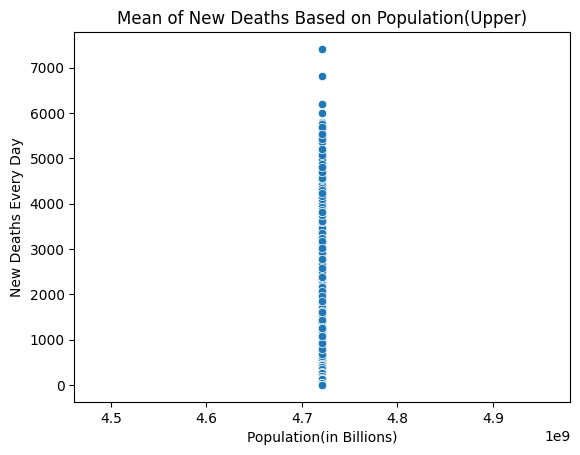 Mean of New Deaths Based on Population(Upper)
7000
6000
5000
4000
3000
2000
1000
0
New Deaths Every Day
4.5 4.6 4.7 4.8 4.9
1e9
Population(in Billions)